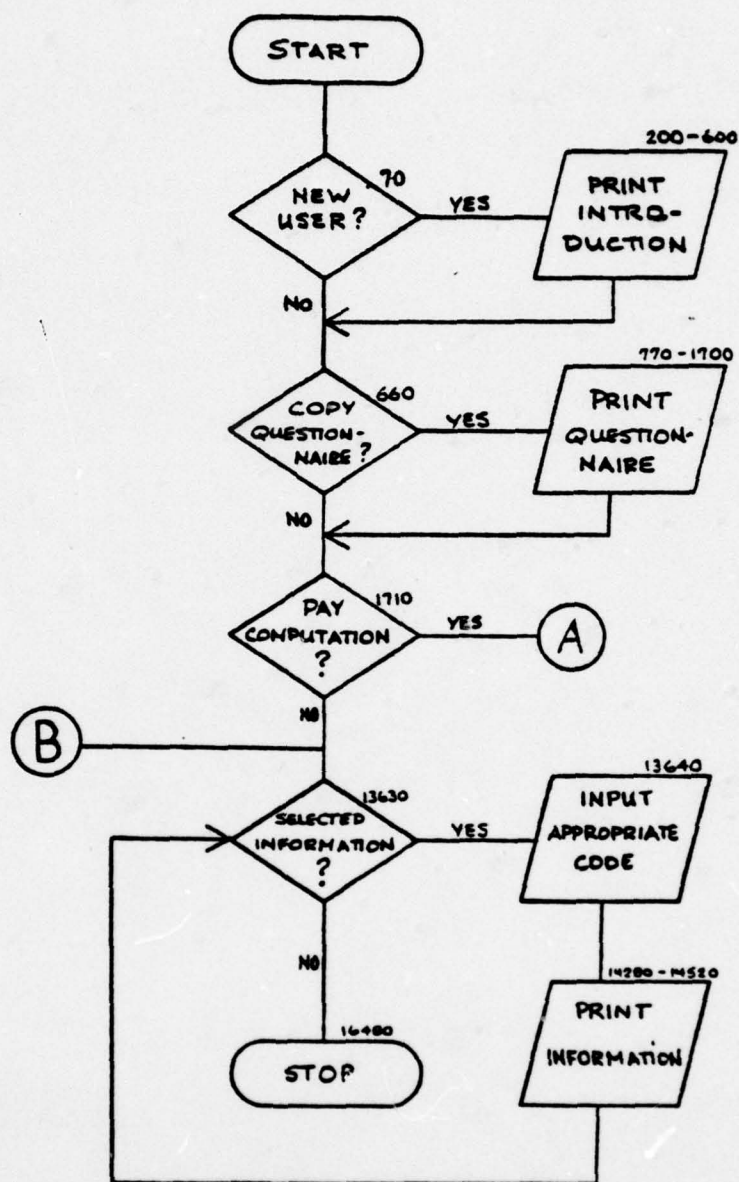 START
70
NEW
USER?
YES
200-600
PRINT
INTRO-
DUCTION
NO
660
COPY
QUESTION-
NAIRE?
YES
770-1700
PRINT
QUESTION-
NAIRE
NO
1710
PAY
COMPUTATION
?
YES
A
NO
B
13630
SELECTED
INFORMATION
?
YES
13640
INPUT
APPROPRIATE
CODE
NO
14280-14520
PRINT
INFORMATION
16480
STOP